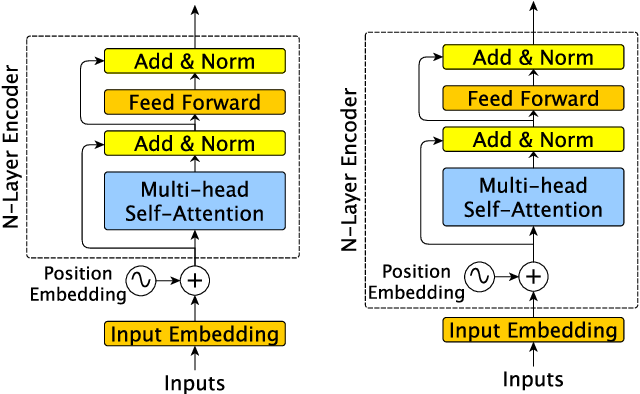 N-Layer Encoder
Add & Norm
Feed Forward
Add & Norm
Multi-head
Self-Attention
Position
Embedding
Input Embedding
Inputs
N-Layer Encoder
Add & Norm
Feed Forward
Add & Norm
Multi-head
Self-Attention
Position
Embedding
Input Embedding
Inputs